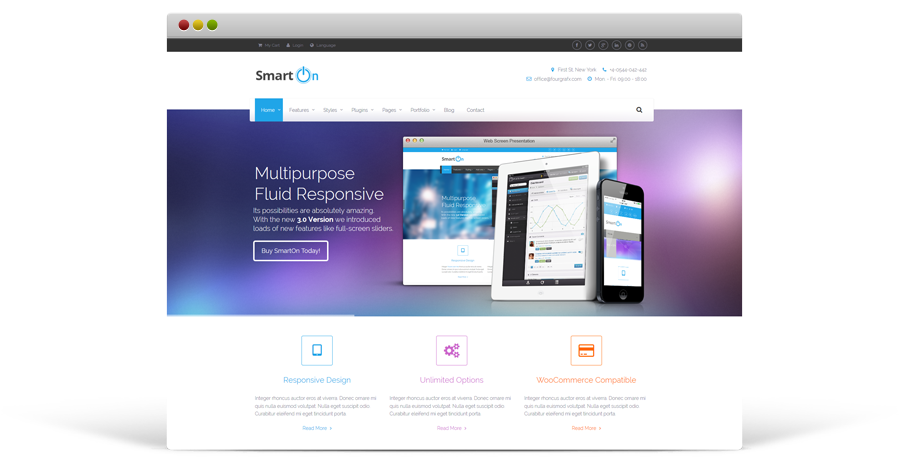 My Cart Login Language
SmartOn
First St, New York +1-0544-042-442
office@fourgrafx.com Mon. - Fri. 09:00 - 18:00
Home Features Styles Plugins Pages Portfolio Blog Contact
Web Screen Presentation
SmartOn
Multipurpose
Fluid Responsive
Its possibilities are absolutely amazing.
With the new 3.0 Version we introduced
loads of new features like full-screen sliders.
Buy SmartOn Today!
Multipurpose
Fluid Respon
Responsive Design Unlimited Options WooCommerce Compatible
Integer rhoncus auctor eros at viverra. Donec ornare mi Integer rhoncus auctor eros at viverra. Donec ornare mi Integer rhoncus auctor eros at viverra. Donec ornare mi
quis nulla euismod volutpat. Nulla eget suscipit odio. quis nulla euismod volutpat. Nulla eget suscipit odio. quis nulla euismod volutpat. Nulla eget suscipit odio.
Curabitur eleifend mi eget tincidunt porta. Curabitur eleifend mi eget tincidunt porta. Curabitur eleifend mi eget tincidunt porta.
Read More Read More Read More